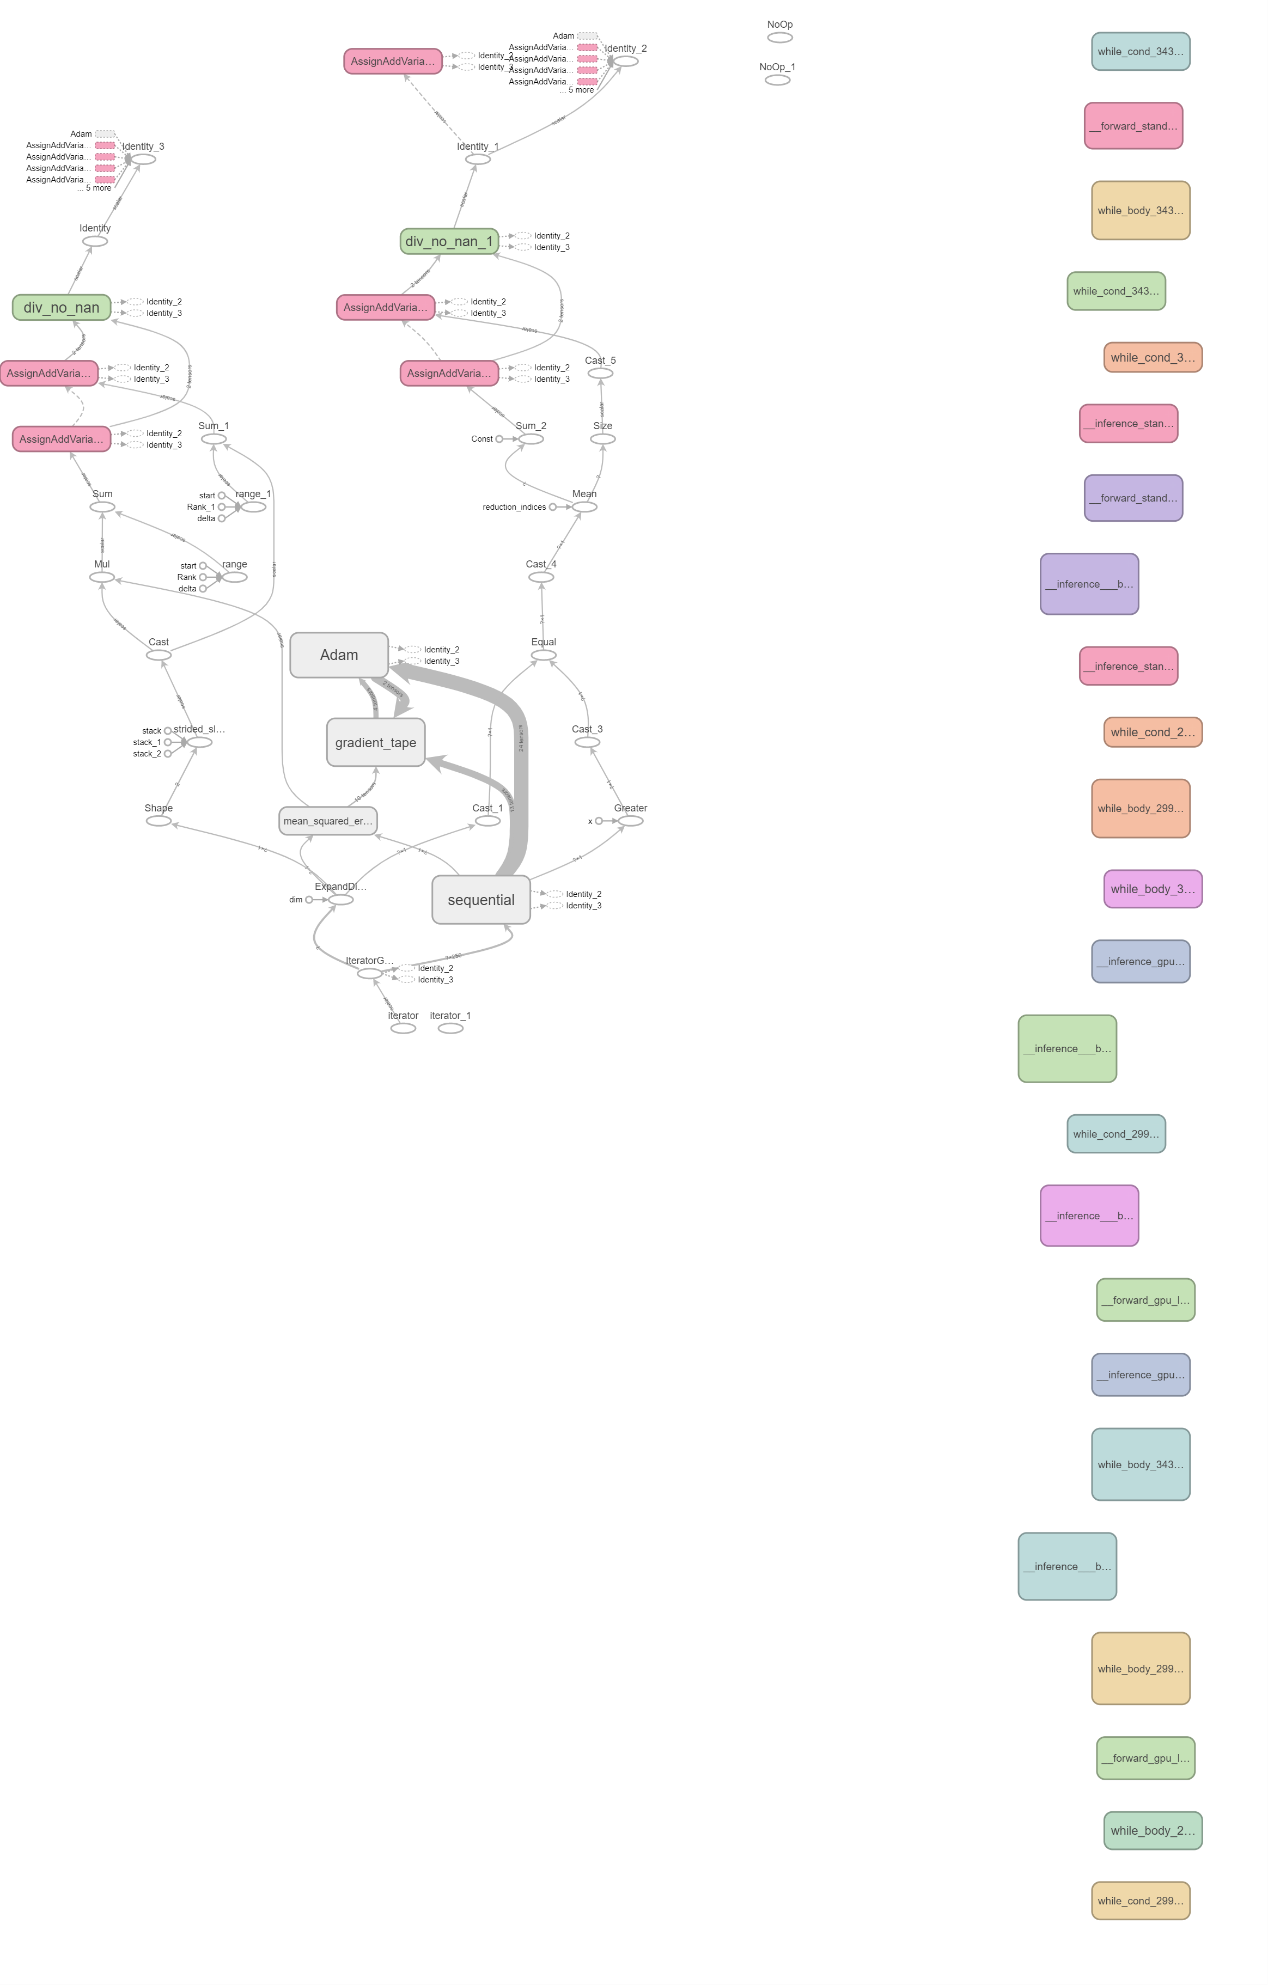 NoOp
NoOp_1
Adam
AssignAddVaria...
AssignAddVaria...
AssignAddVaria...
AssignAddVaria...
... 5 more
Identity_2
AssignAddVaria...
Identity_2
Identity_3
Adam
AssignAddVaria...
AssignAddVaria...
AssignAddVaria...
AssignAddVaria...
... 5 more
Identity_3
Identity_1
Identity
div_no_nan_1
Identity_2
Identity_3
div_no_nan
Identity_2
Identity_3
AssignAddVaria...
Identity_2
Identity_3
AssignAddVaria...
Identity_2
Identity_3
AssignAddVaria...
Identity_2
Identity_3
Cast_5
AssignAddVaria...
Identity_2
Identity_3
Sum_1
Const
Sum_2
Size
Sum
start
Rank_1
delta
range_1
reduction_indices
Mean
Mul
start
Rank
delta
range
Cast_4
Cast
Adam
Identity_2
Identity_3
Equal
stack
stack_1
stack_2
strided_sl...
gradient_tape
Cast_3
Shape
mean_squared_er...
Cast_1
x
Greater
dim
ExpandDi...
sequential
Identity_2
Identity_3
IteratorG...
Identity_2
Identity_3
iterator
iterator_1
while_cond_343...
__forward_stand...
while_body_343...
while_cond_343...
while_cond_3...
__inference_stan...
__forward_stand...
__inference___b...
__inference_stan...
while_cond_2...
while_body_299...
while_body_3...
__inference_gpu...
__inference___b...
while_cond_299...
__inference___b...
__forward_gpu_l...
__inference_gpu...
while_body_343...
__inference___b...
while_body_299...
__forward_gpu_l...
while_body_2...
while_cond_299...